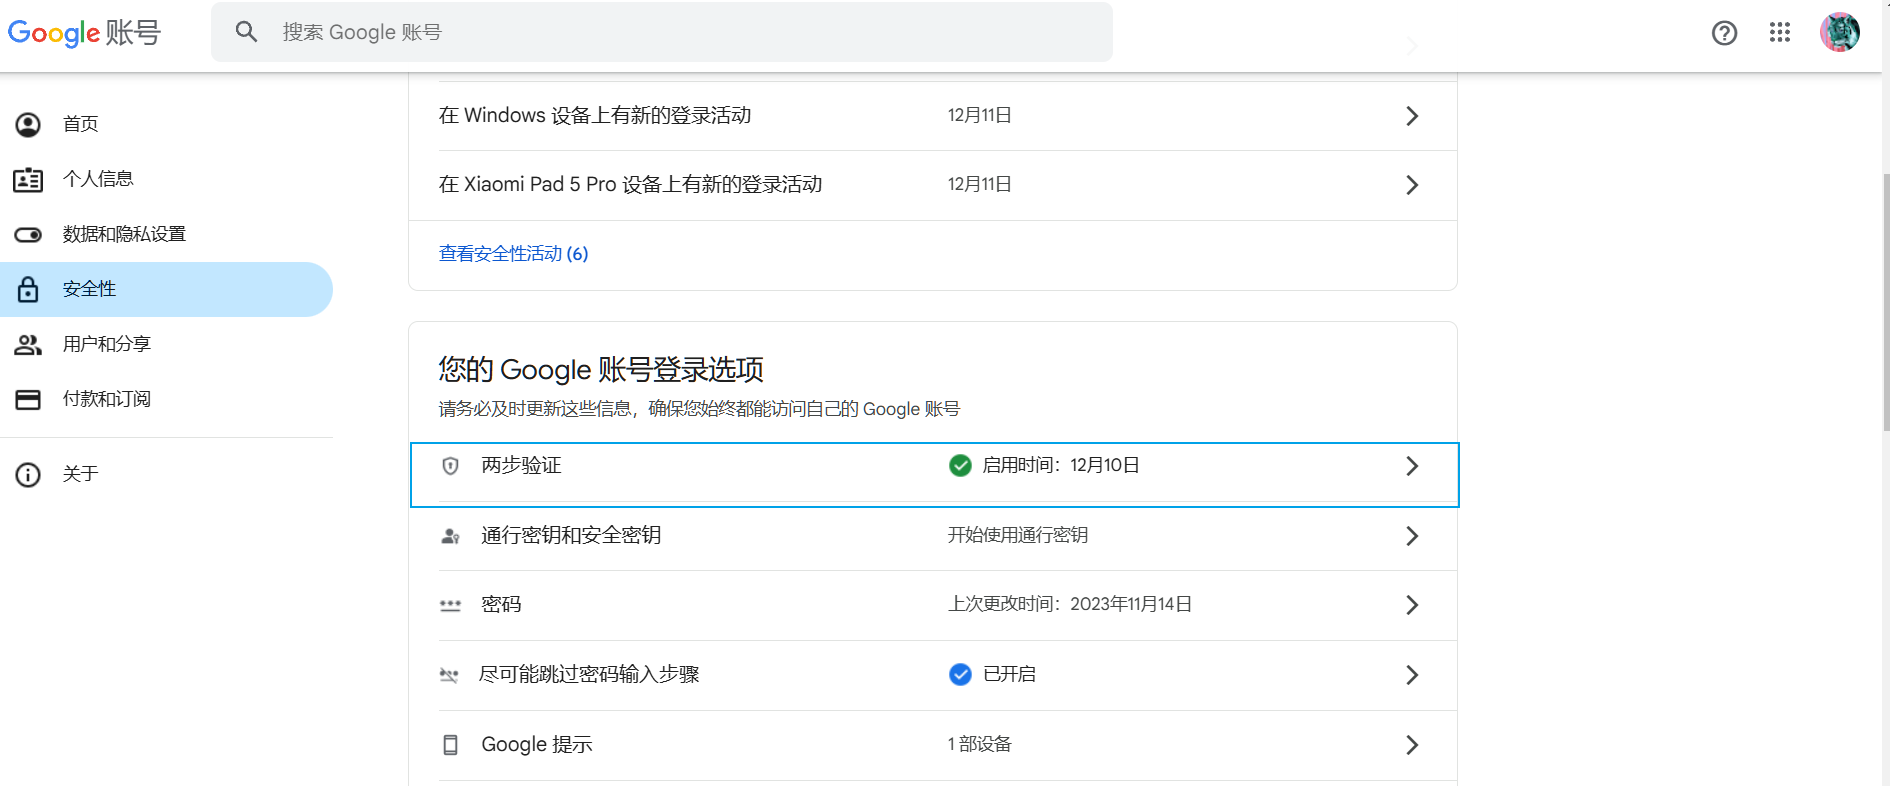 Google 账号
搜索 Google 账号
首页
个人信息
数据和隐私设置
安全性
用户和分享
付款和订阅
关于
在 Windows 设备上有新的登录活动 12月11日
在 Xiaomi Pad 5 Pro 设备上有新的登录活动 12月11日
查看安全性活动 (6)
您的 Google 账号登录选项
请务必及时更新这些信息，确保您始终都能访问自己的 Google 账号
两步验证 启用时间：12月10日
通行密钥和安全密钥 开始使用通行密钥
密码 上次更改时间：2023年11月14日
尽可能跳过密码输入步骤 已开启
Google 提示 1 部设备